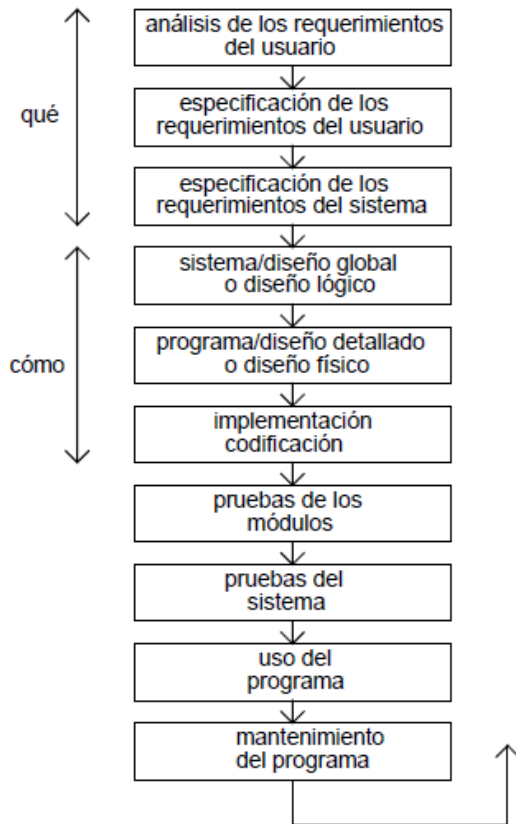 análisis de los requerimientos
del usuario
qué
especificación de los
requerimientos del usuario
especificación de los
requerimientos del sistema
sistema/diseño global
o diseño lógico
cómo
programa/diseño detallado
o diseño físico
implementación
codificación
pruebas de los
módulos
pruebas del
sistema
uso del
programa
mantenimiento
del programa